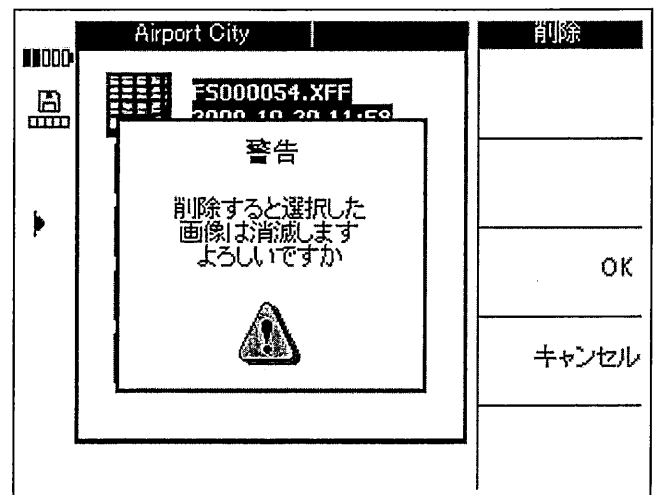 Airport City
削除
FS000054.XFF
警告
削除すると選択した
画像は消滅します
よろしいですか
OK
キャンセル